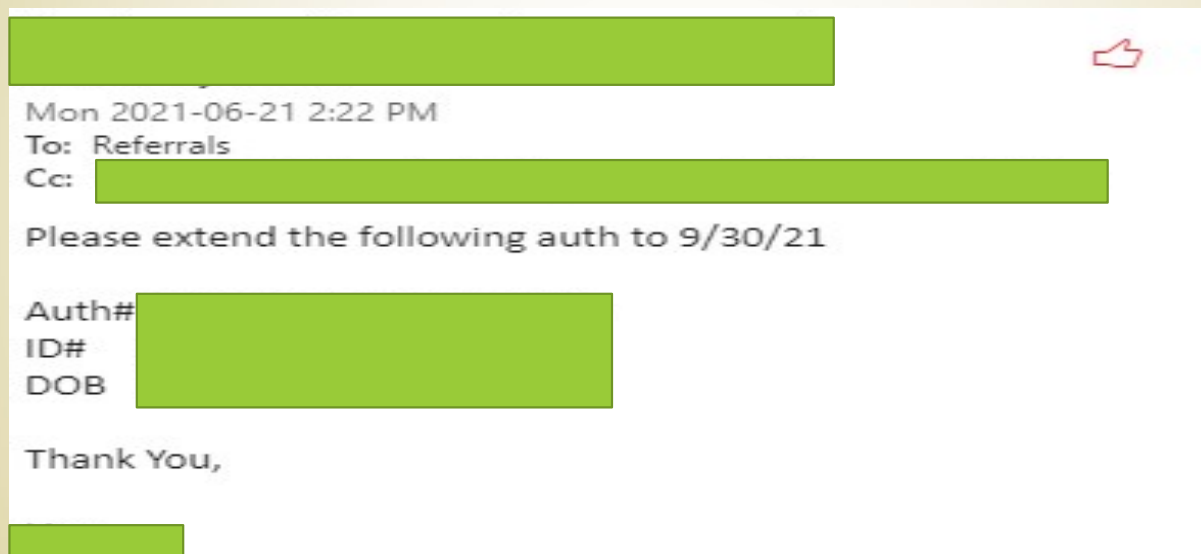 Mon 2021-06-21 2:22 PM
To: Referrals
Cc:
Please extend the following auth to 9/30/21
Auth#
ID#
DOB
Thank You,